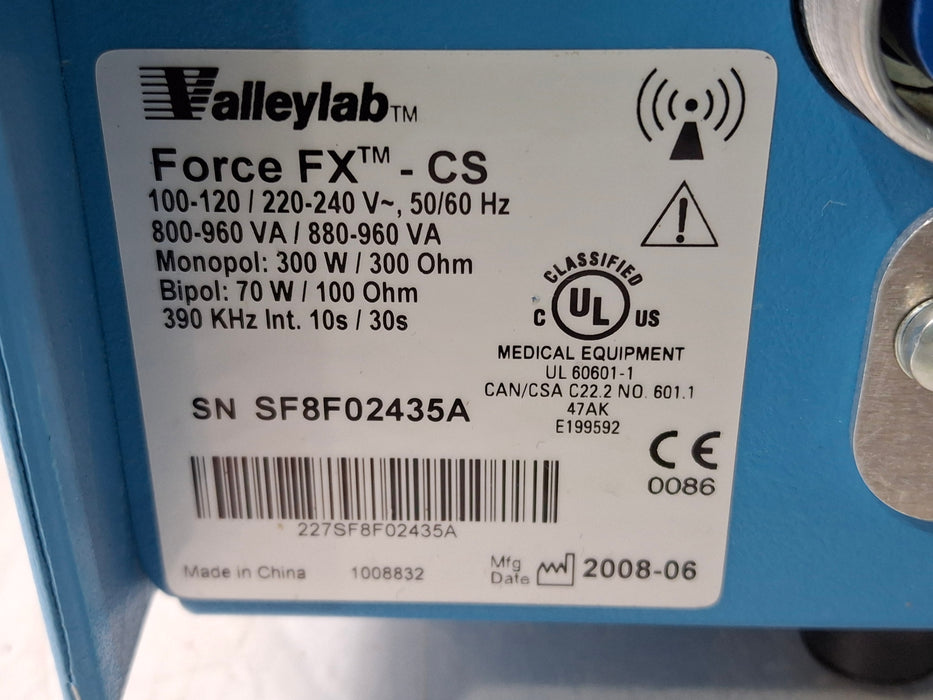 Valleylab™
Force FX™ - CS
100-120 / 220-240 V~, 50/60 Hz
800-960 VA / 880-960 VA
Monopol: 300 W / 300 Ohm
Bipol: 70 W / 100 Ohm
390 KHz Int. 10s / 30s
CLASSIFIED
C UL US
MEDICAL EQUIPMENT
UL 60601-1
CAN/CSA C22.2 NO. 601.1
47AK
E199592
SN SF8F02435A
CE
0086
227SF8F02435A
Made in China 1008832
Mfg
Date 2008-06